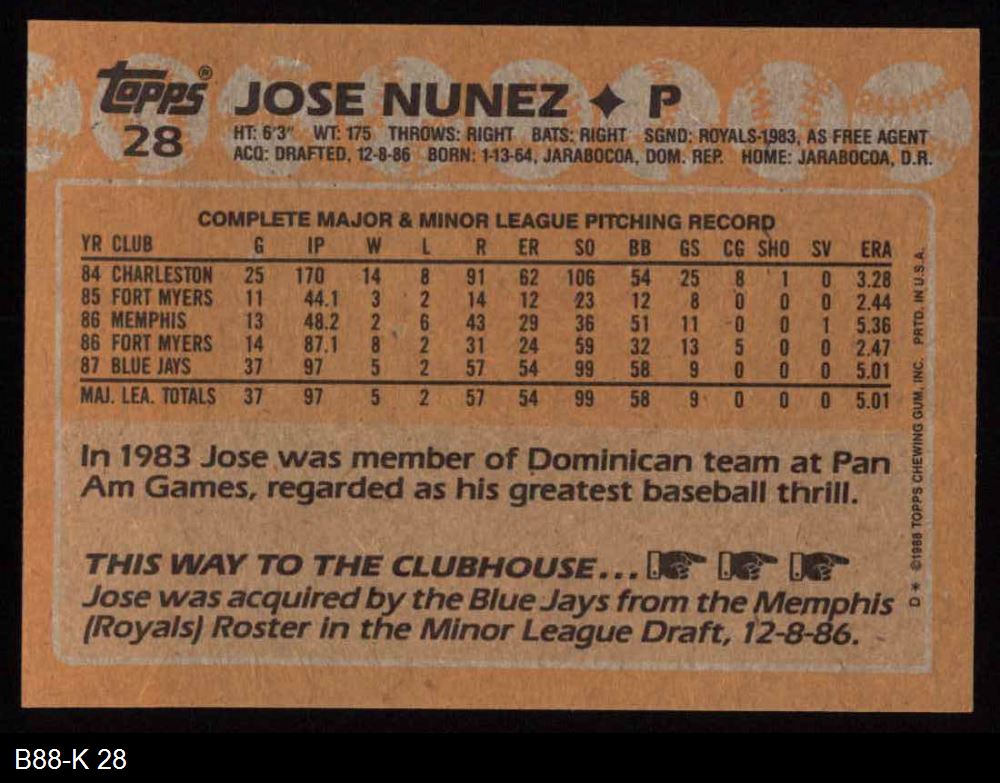 Topps®
28
JOSE NUNEZ ✦ P
HT: 6'3" WT: 175 THROWS: RIGHT BATS: RIGHT SGND: ROYALS-1983, AS FREE AGENT
ACQ: DRAFTED, 12-8-86 BORN: 1-13-64, JARABOCOA, DOM. REP. HOME: JARABOCOA, D.R.
COMPLETE MAJOR & MINOR LEAGUE PITCHING RECORD
YR CLUB G IP W L R ER SO BB GS CG SHO SV ERA
84 CHARLESTON 25 170 14 8 91 62 106 54 25 8 1 0 3.28
85 FORT MYERS 11 44.1 3 2 14 12 23 12 8 0 0 0 2.44
86 MEMPHIS 13 48.2 2 6 43 29 36 51 11 0 0 1 5.36
86 FORT MYERS 14 87.1 8 2 31 24 59 32 13 5 0 0 2.47
87 BLUE JAYS 37 97 5 2 57 54 99 58 9 0 0 0 5.01
MAJ. LEA. TOTALS 37 97 5 2 57 54 99 58 9 0 0 0 5.01
In 1983 Jose was member of Dominican team at Pan
Am Games, regarded as his greatest baseball thrill.
THIS WAY TO THE CLUBHOUSE...
Jose was acquired by the Blue Jays from the Memphis
(Royals) Roster in the Minor League Draft, 12-8-86.
D* ©1988 TOPPS CHEWING GUM, INC. PRTD. IN U.S.A.
B88-K 28